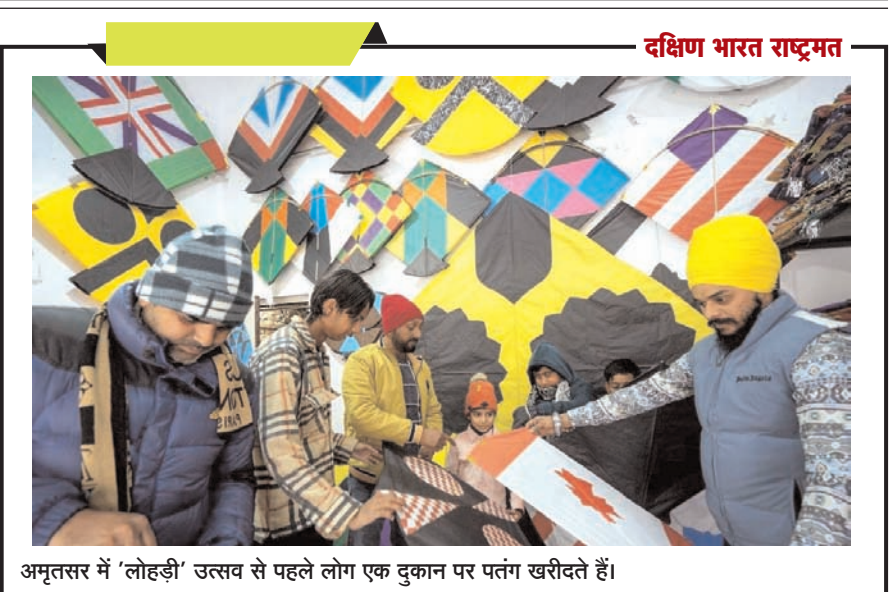 दक्षिण भारत राष्ट्रमत
अमृतसर में 'लोहड़ी' उत्सव से पहले लोग एक दुकान पर पतंग खरीदते हैं।